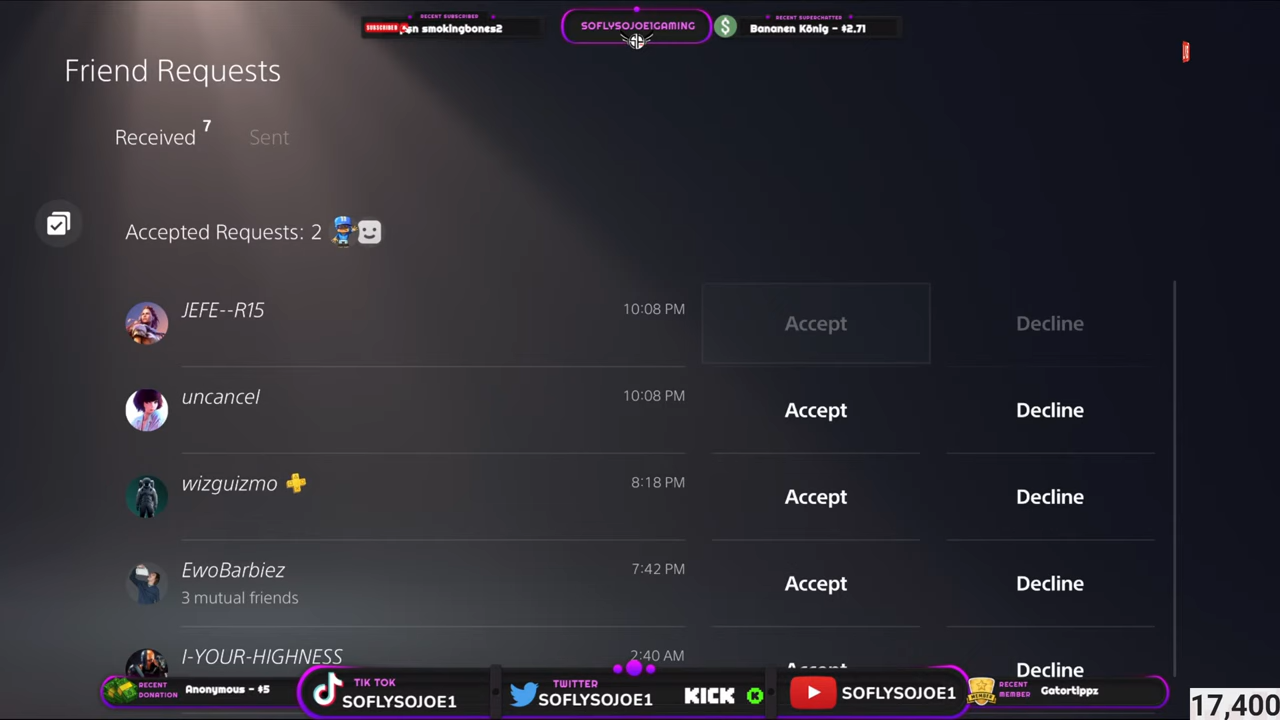 RECENT SUBSCRIBER
SUBSCRIBED
smokingbones2
SOFLYSOJOE1GAMING
RECENT SUPERCHATTER
Bananen König - $2.71
Friend Requests
Received 7
Sent
Accepted Requests: 2
JEFE--R15
10:08 PM
Accept
Decline
uncancel
10:08 PM
Accept
Decline
wizguizmo
8:18 PM
Accept
Decline
EwoBarbiez
3 mutual friends
7:42 PM
Accept
Decline
I-YOUR-HIGHNESS
2:40 AM
Accept
Decline
RECENT DONATION
Anonymous - $5
TIK TOK
SOFLYSOJOE1
TWITTER
SOFLYSOJOE1
KICK
K
SOFLYSOJOE1
MEMBER
RECENT MEMBER
Gatortippz
17,400